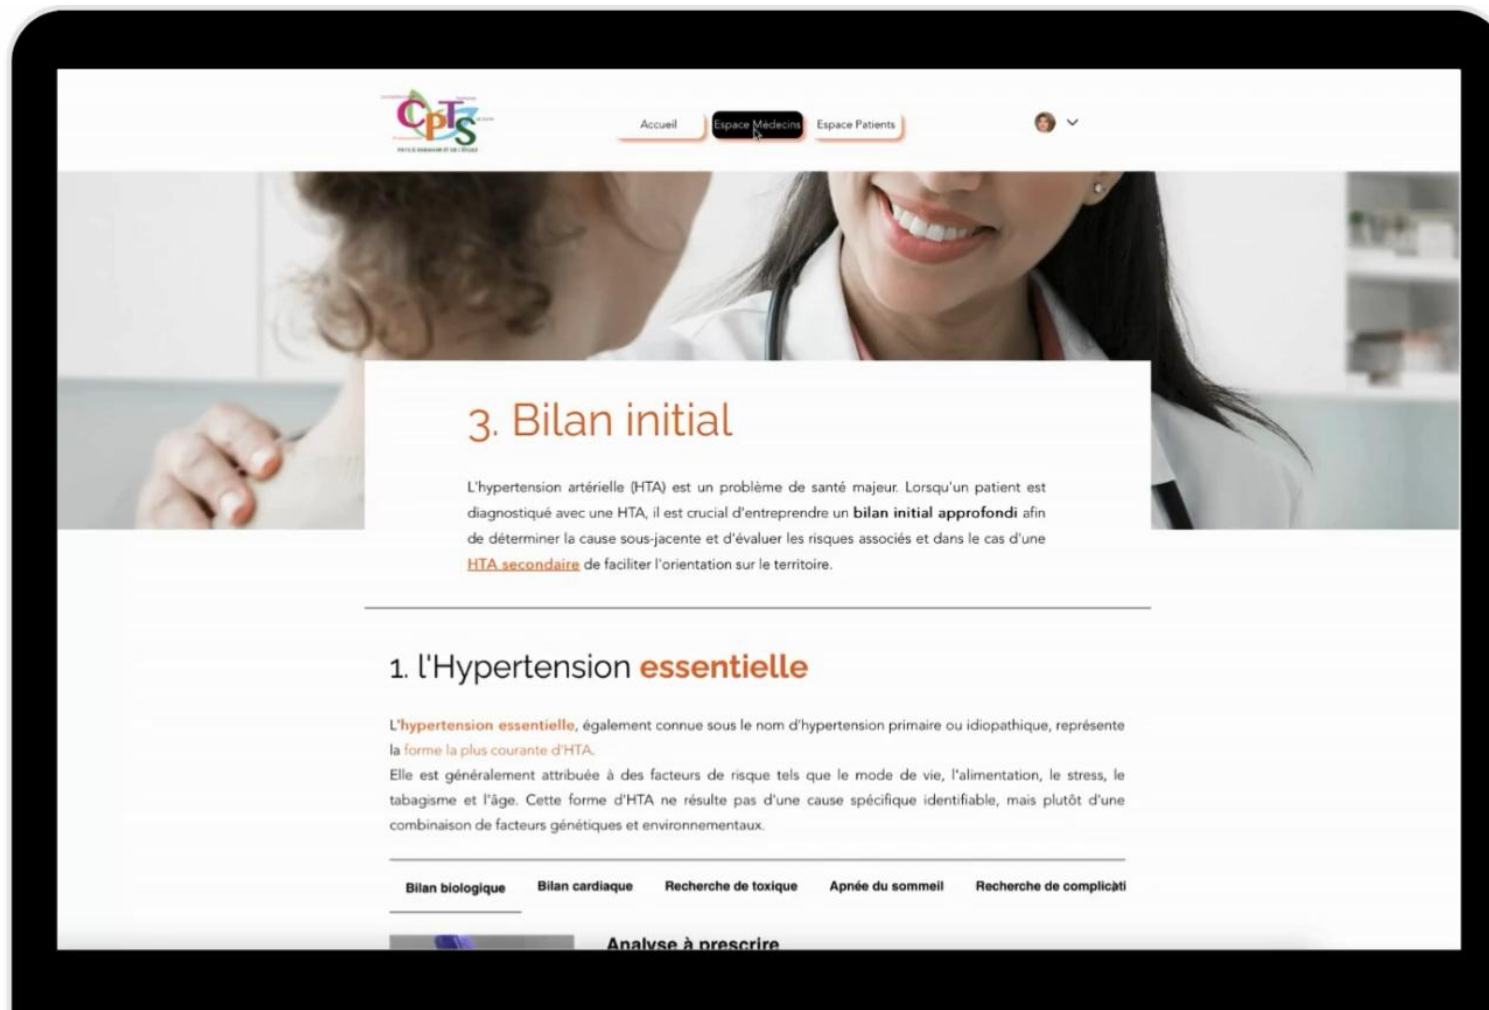 CPTS
Accueil
Espace Médecins
Espace Patients
3. Bilan initial
L'hypertension artérielle (HTA) est un problème de santé majeur. Lorsqu'un patient est
diagnostiqué avec une HTA, il est crucial d'entreprendre un bilan initial approfondi afin
de déterminer la cause sous-jacente et d'évaluer les risques associés et dans le cas d'une
HTA secondaire de faciliter l'orientation sur le territoire.
1. l'Hypertension essentielle
L'hypertension essentielle, également connue sous le nom d'hypertension primaire ou idiopathique, représente
la forme la plus courante d'HTA.
Elle est généralement attribuée à des facteurs de risque tels que le mode de vie, l'alimentation, le stress, le
tabagisme et l'âge. Cette forme d'HTA ne résulte pas d'une cause spécifique identifiable, mais plutôt d'une
combinaison de facteurs génétiques et environnementaux.
Bilan biologique
Bilan cardiaque
Recherche de toxique
Apnée du sommeil
Recherche de complicati
Analyse à prescrire